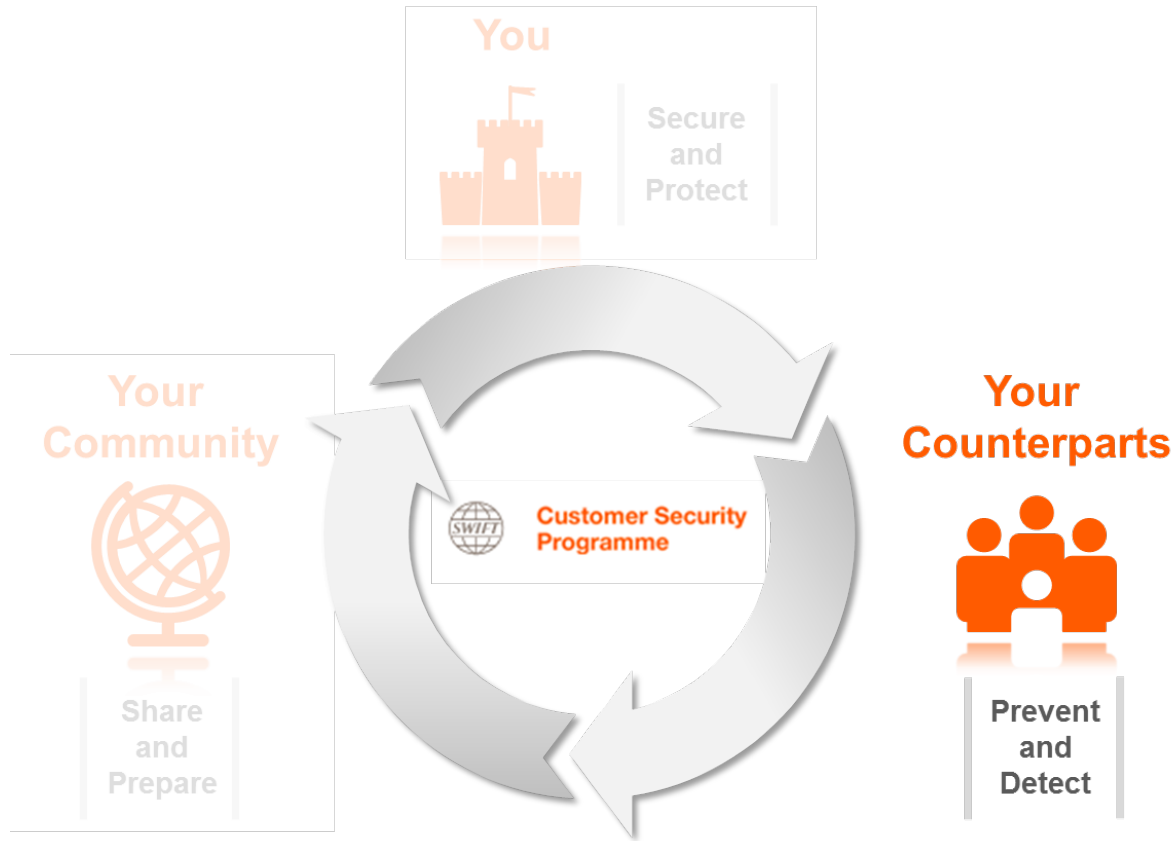 You
Secure
and
Protect
Your
Community
Share
and
Prepare
SWIFT
Customer Security
Programme
Your
Counterparts
Prevent
and
Detect